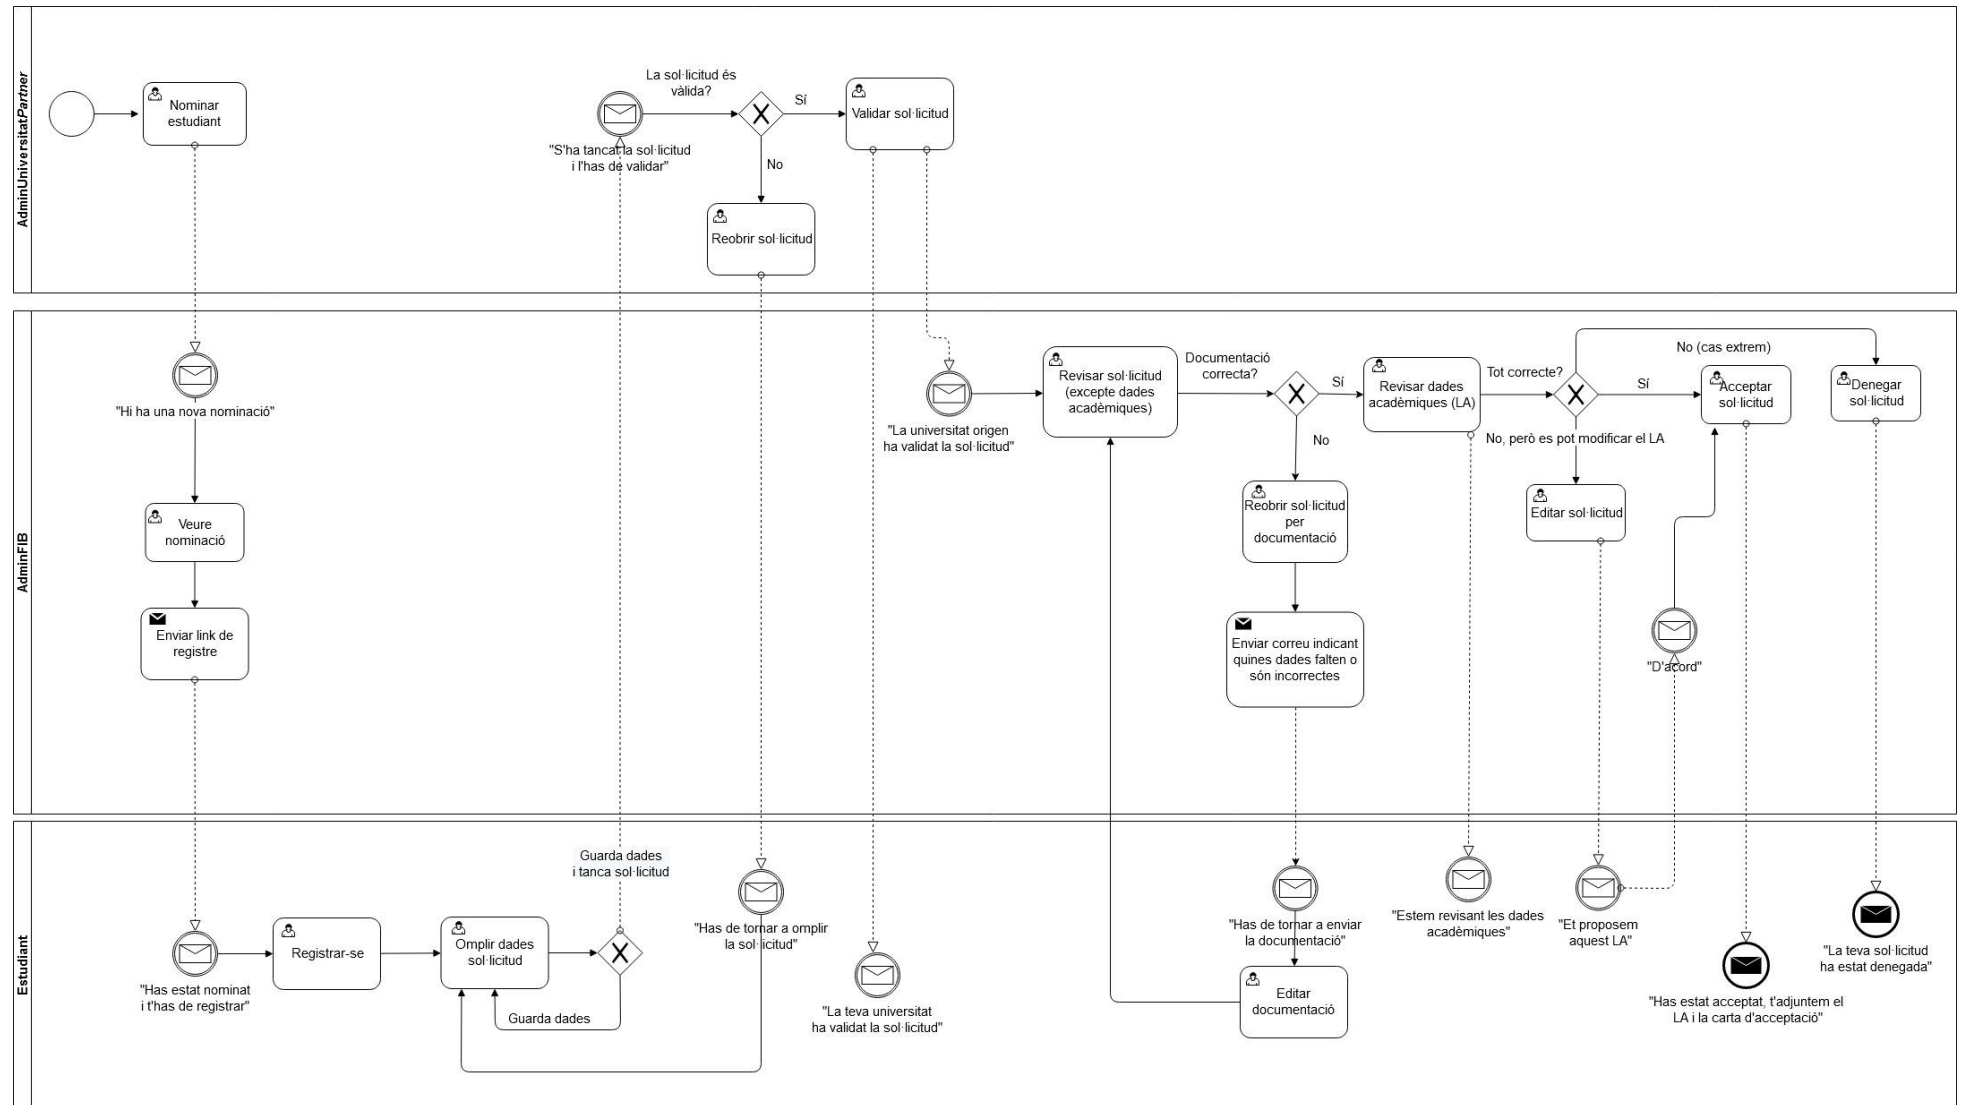 AdminUniversitatPartner
Nominar
estudiant
La sol·licitud és
vàlida?
Sí
Validar sol·licitud
"S'ha tancat la sol·licitud
i l'has de validar"
No
Reobrir sol·licitud
AdminFIB
"Hi ha una nova nominació"
Veure
nominació
Enviar link de
registre
"La universitat origen
ha validat la sol·licitud"
Revisar sol·licitud
(excepte dades
acadèmiques)
Documentació
correcta?
Sí
No
Reobrir sol·licitud
per
documentació
Enviar correu indicant
quines dades falten o
són incorrectes
Revisar dades
acadèmiques (LA)
Tot correcte?
No (cas extrem)
Sí
Acceptar
sol·licitud
Denegar
sol·licitud
No, però es pot modificar el LA
Editar sol·licitud
"D'acord"
Estudiant
"Has estat nominat
i t'has de registrar"
Registrar-se
Omplir dades
sol·licitud
Guarda dades
i tanca sol·licitud
Guarda dades
"Has de tornar a omplir
la sol·licitud"
"La teva universitat
ha validat la sol·licitud"
"Has de tornar a enviar
la documentació"
Editar
documentació
"Estem revisant les dades
acadèmiques"
"Et proposem
aquest LA"
"Has estat acceptat, t'adjuntem el
LA i la carta d'acceptació"
"La teva sol·licitud
ha estat denegada"